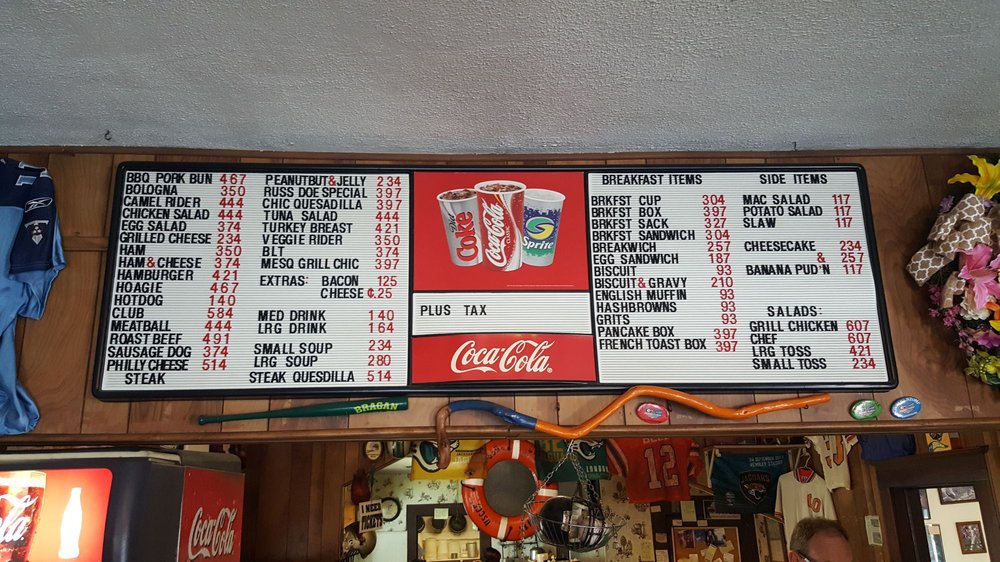 BBQ PORK BUN 467
BOLOGNA 350
CAMEL RIDER 444
CHICKEN SALAD 444
EGG SALAD 374
GRILLED CHEESE 234
HAM 350
HAM & CHEESE 374
HAMBURGER 421
HOAGIE 467
HOTDOG 140
CLUB 584
MEATBALL 444
ROAST BEEF 491
SAUSAGE DOG 374
PHILLY CHEESE 514
STEAK
PEANUTBUT & JELLY 234
RUSS DOE SPECIAL 397
CHIC QUESADILLA 397
TUNA SALAD 444
TURKEY BREAST 421
VEGGIE RIDER 350
BLT 374
MESQ GRILL CHIC 397
EXTRAS: BACON 125
CHEESE ¢.25
MED DRINK 140
LRG DRINK 164
SMALL SOUP 234
LRG SOUP 280
STEAK QUESDILLA 514
Diet Coke
Coca-Cola
CLASSIC
Sprite
PLUS TAX
Coca-Cola
BREAKFAST ITEMS
BRKFST CUP 304
BRKFST BOX 397
BRKFST SACK 327
BRKFST SANDWICH 304
BREAKWICH 257
EGG SANDWICH 187
BISCUIT 93
BISCUIT & GRAVY 210
ENGLISH MUFFIN 93
HASHBROWNS 93
GRITS 93
PANCAKE BOX 397
FRENCH TOAST BOX 397
SIDE ITEMS
MAC SALAD 117
POTATO SALAD 117
SLAW 117
CHEESECAKE 234
& 257
BANANA PUD'N 117
SALADS:
GRILL CHICKEN 607
CHEF 607
LRG TOSS 421
SMALL TOSS 234
BRAGAN
Coca-Cola
I NEED
TICKETS
LONDON
12
JAGUARS
6